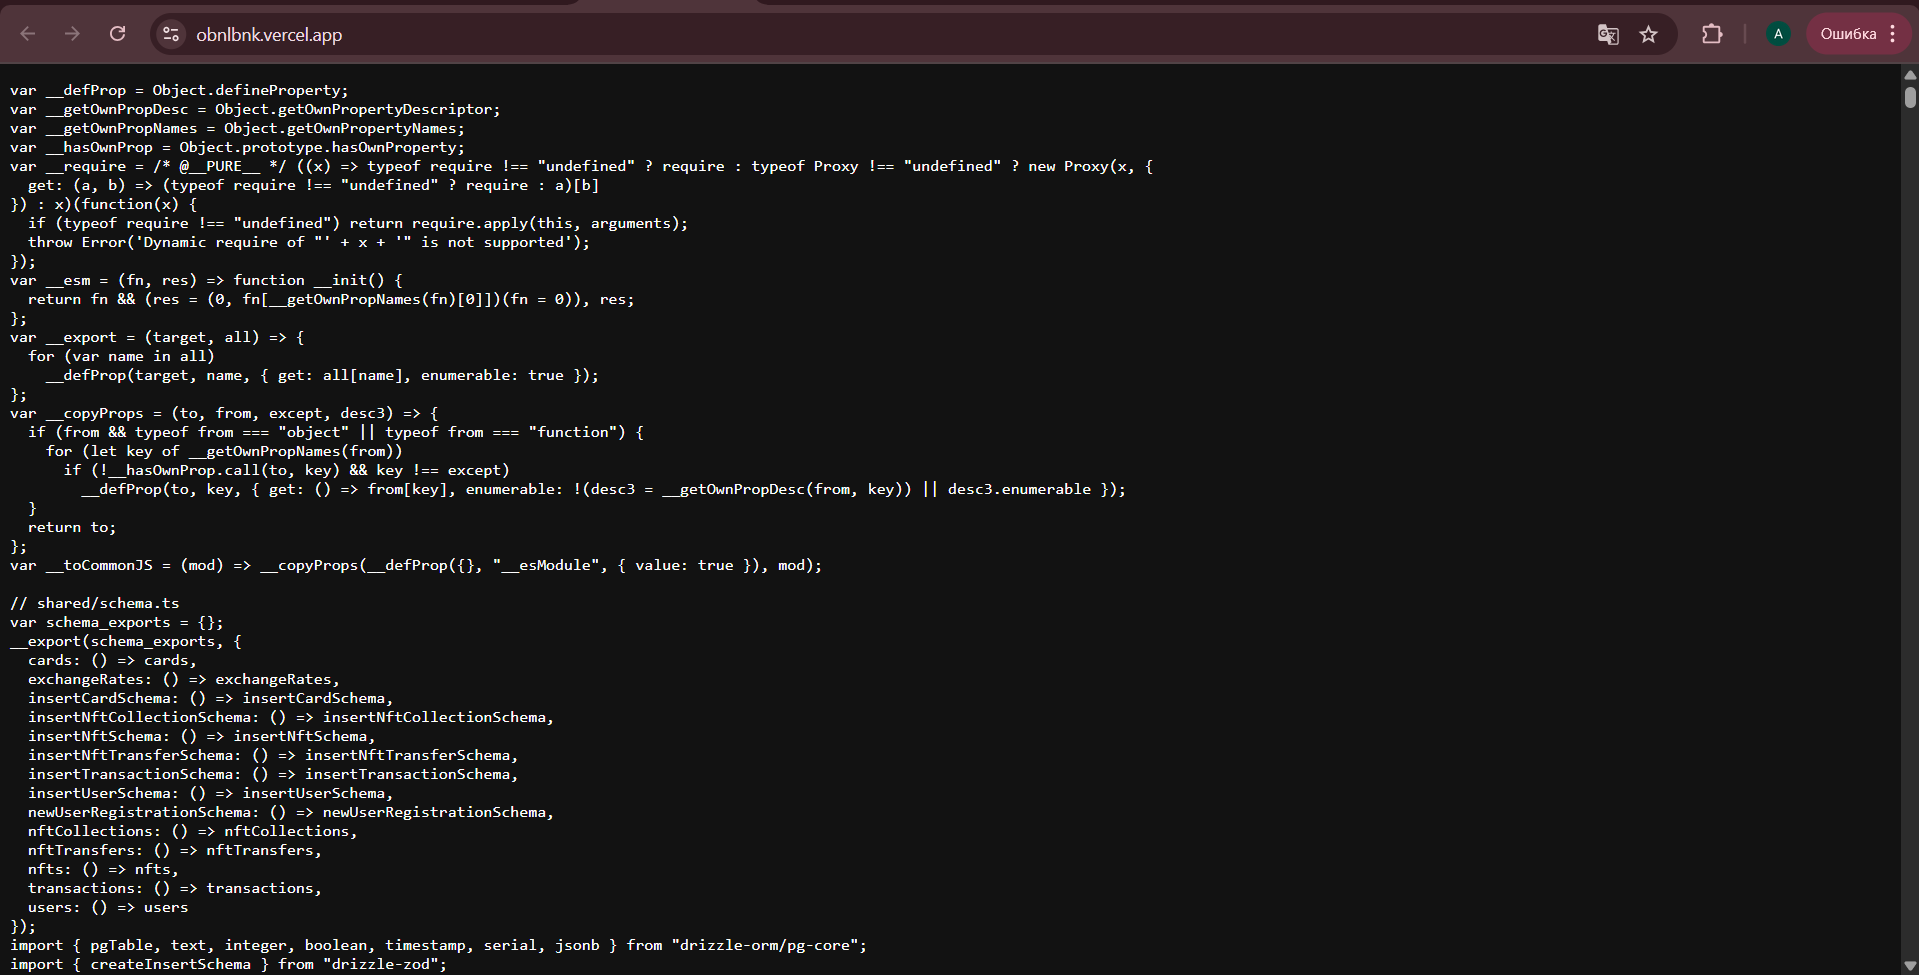 obnlbnk.vercel.app
A
Ошибка
var __defProp = Object.defineProperty;
var __getOwnPropDesc = Object.getOwnPropertyDescriptor;
var __getOwnPropNames = Object.getOwnPropertyNames;
var __hasOwnProp = Object.prototype.hasOwnProperty;
var __require = /* @__PURE__ */ ((x) => typeof require !== "undefined" ? require : typeof Proxy !== "undefined" ? new Proxy(x, {
  get: (a, b) => (typeof require !== "undefined" ? require : a)[b]
}) : x)(function(x) {
  if (typeof require !== "undefined") return require.apply(this, arguments);
  throw Error('Dynamic require of "' + x + '" is not supported');
});
var __esm = (fn, res) => function __init() {
  return fn && (res = (0, fn[__getOwnPropNames(fn)[0]])(fn = 0)), res;
};
var __export = (target, all) => {
  for (var name in all)
    __defProp(target, name, { get: all[name], enumerable: true });
};
var __copyProps = (to, from, except, desc3) => {
  if (from && typeof from === "object" || typeof from === "function") {
    for (let key of __getOwnPropNames(from))
      if (!__hasOwnProp.call(to, key) && key !== except)
        __defProp(to, key, { get: () => from[key], enumerable: !(desc3 = __getOwnPropDesc(from, key)) || desc3.enumerable });
  }
  return to;
};
var __toCommonJS = (mod) => __copyProps(__defProp({}, "__esModule", { value: true }), mod);
// shared/schema.ts
var schema_exports = {};
__export(schema_exports, {
  cards: () => cards,
  exchangeRates: () => exchangeRates,
  insertCardSchema: () => insertCardSchema,
  insertNftCollectionSchema: () => insertNftCollectionSchema,
  insertNftSchema: () => insertNftSchema,
  insertNftTransferSchema: () => insertNftTransferSchema,
  insertTransactionSchema: () => insertTransactionSchema,
  insertUserSchema: () => insertUserSchema,
  newUserRegistrationSchema: () => newUserRegistrationSchema,
  nftCollections: () => nftCollections,
  nftTransfers: () => nftTransfers,
  nfts: () => nfts,
  transactions: () => transactions,
  users: () => users
});
import { pgTable, text, integer, boolean, timestamp, serial, jsonb } from "drizzle-orm/pg-core";
import { createInsertSchema } from "drizzle-zod";